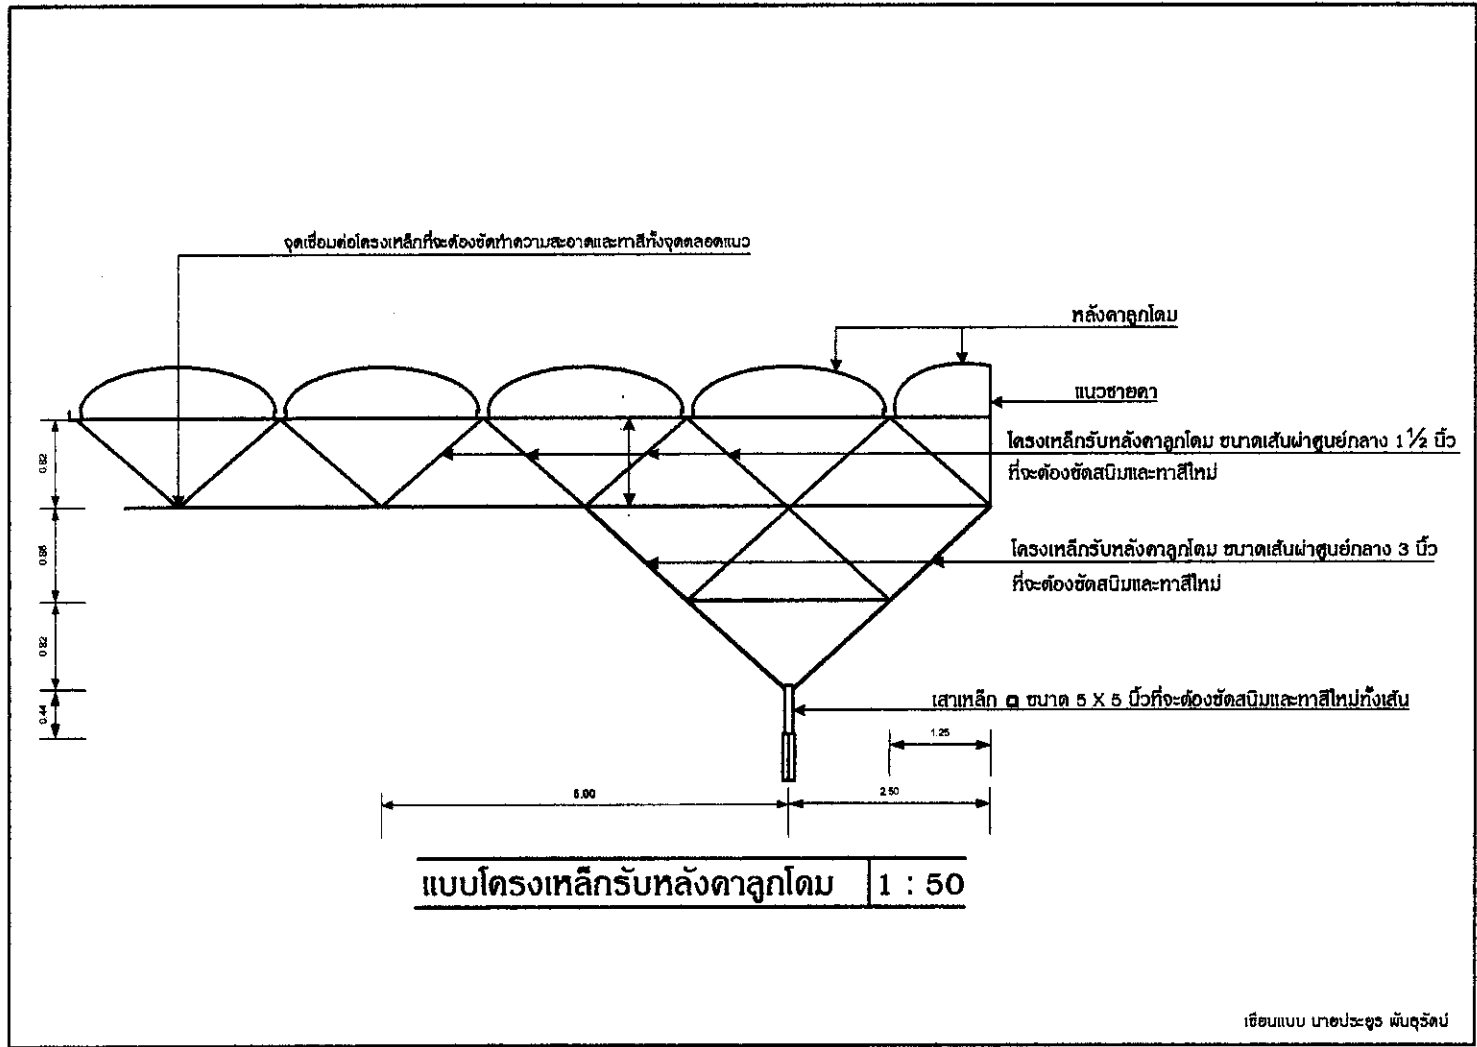 จุดเชื่อมต่อโครงเหล็กที่จะต้องขัดทำความสะอาดและทาสีทั้งจุดตลอดแนว
หลังคาลูกโดม
แนวชายคา
โครงเหล็กรับหลังคาลูกโดม ขนาดเส้นผ่าศูนย์กลาง 1 ½ นิ้ว
ที่จะต้องขัดสนิมและทาสีใหม่
0.82
โครงเหล็กรับหลังคาลูกโดม ขนาดเส้นผ่าศูนย์กลาง 3 นิ้ว
ที่จะต้องขัดสนิมและทาสีใหม่
0.82
เสาเหล็ก ขนาด 5 X 5 นิ้วที่จะต้องขัดสนิมและทาสีใหม่ทั้งเส้น
0.44
1.25
2.50
แบบโครงเหล็กรับหลังคาลูกโดม 1 : 50
เขียนแบบ นายประยูร พันธุรัตน์